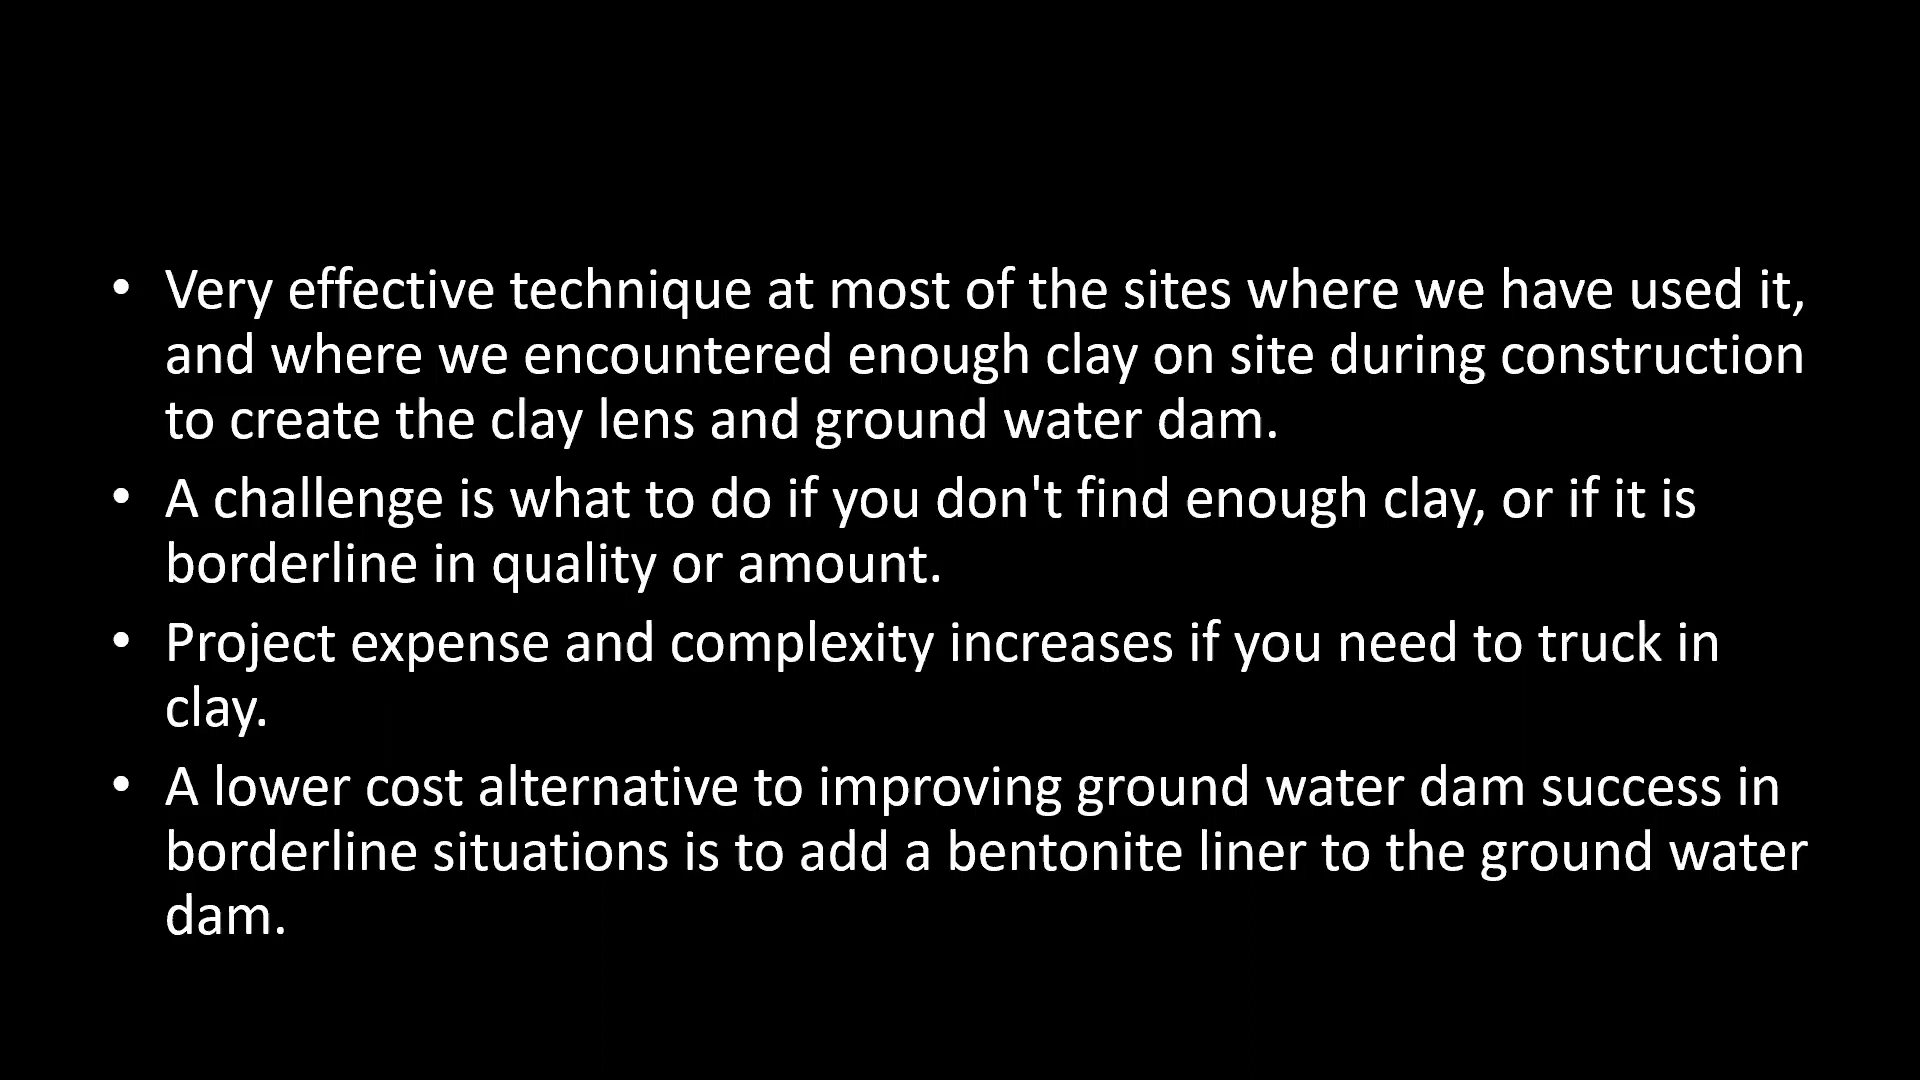 • Very effective technique at most of the sites where we have used it,
and where we encountered enough clay on site during construction
to create the clay lens and ground water dam.
• A challenge is what to do if you don't find enough clay, or if it is
borderline in quality or amount.
• Project expense and complexity increases if you need to truck in
clay.
• A lower cost alternative to improving ground water dam success in
borderline situations is to add a bentonite liner to the ground water
dam.